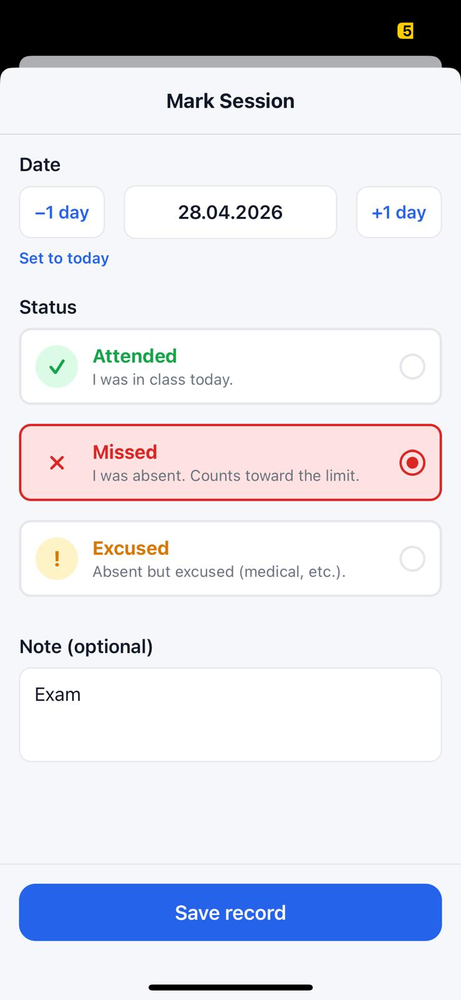 5
Mark Session
Date
–1 day
28.04.2026
+1 day
Set to today
Status
Attended
I was in class today.
Missed
I was absent. Counts toward the limit.
Excused
Absent but excused (medical, etc.).
Note (optional)
Exam
Save record